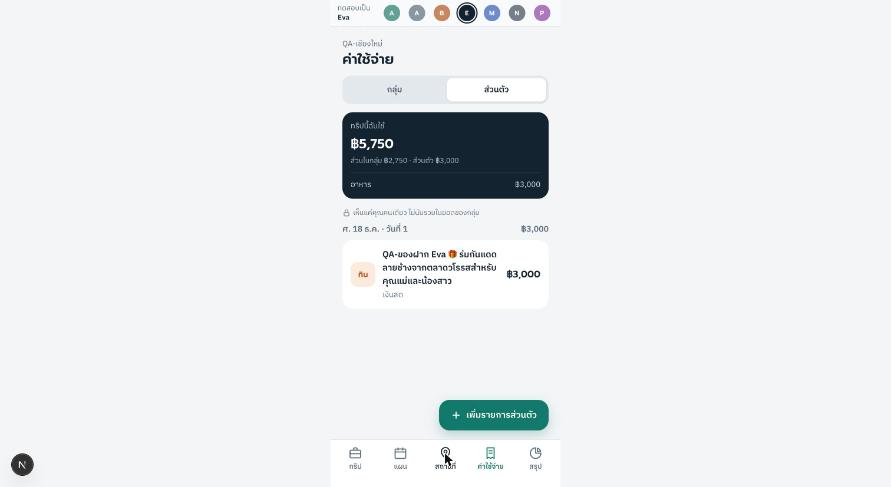 ทดสอบเป็น
Eva
A A B E M N P
QA-เชียงใหม่
ค่าใช้จ่าย
กลุ่ม ส่วนตัว
ทริปนี้ฉันใช้
฿5,750
ส่วนในกลุ่ม ฿2,750 · ส่วนตัว ฿3,000
อาหาร ฿3,000
เห็นแค่คุณคนเดียว ไม่นับรวมในยอดของกลุ่ม
ศ. 18 ธ.ค. · วันที่ 1 ฿3,000
QA-ของฝาก Eva 🎁 ร่มกันแดด
ลายช้างจากตลาดวโรรสสำหรับ
คุณแม่และน้องสาว
กิน
฿3,000
เงินสด
+ เพิ่มรายการส่วนตัว
ทริป แผน สถานที่ ค่าใช้จ่าย สรุป
N